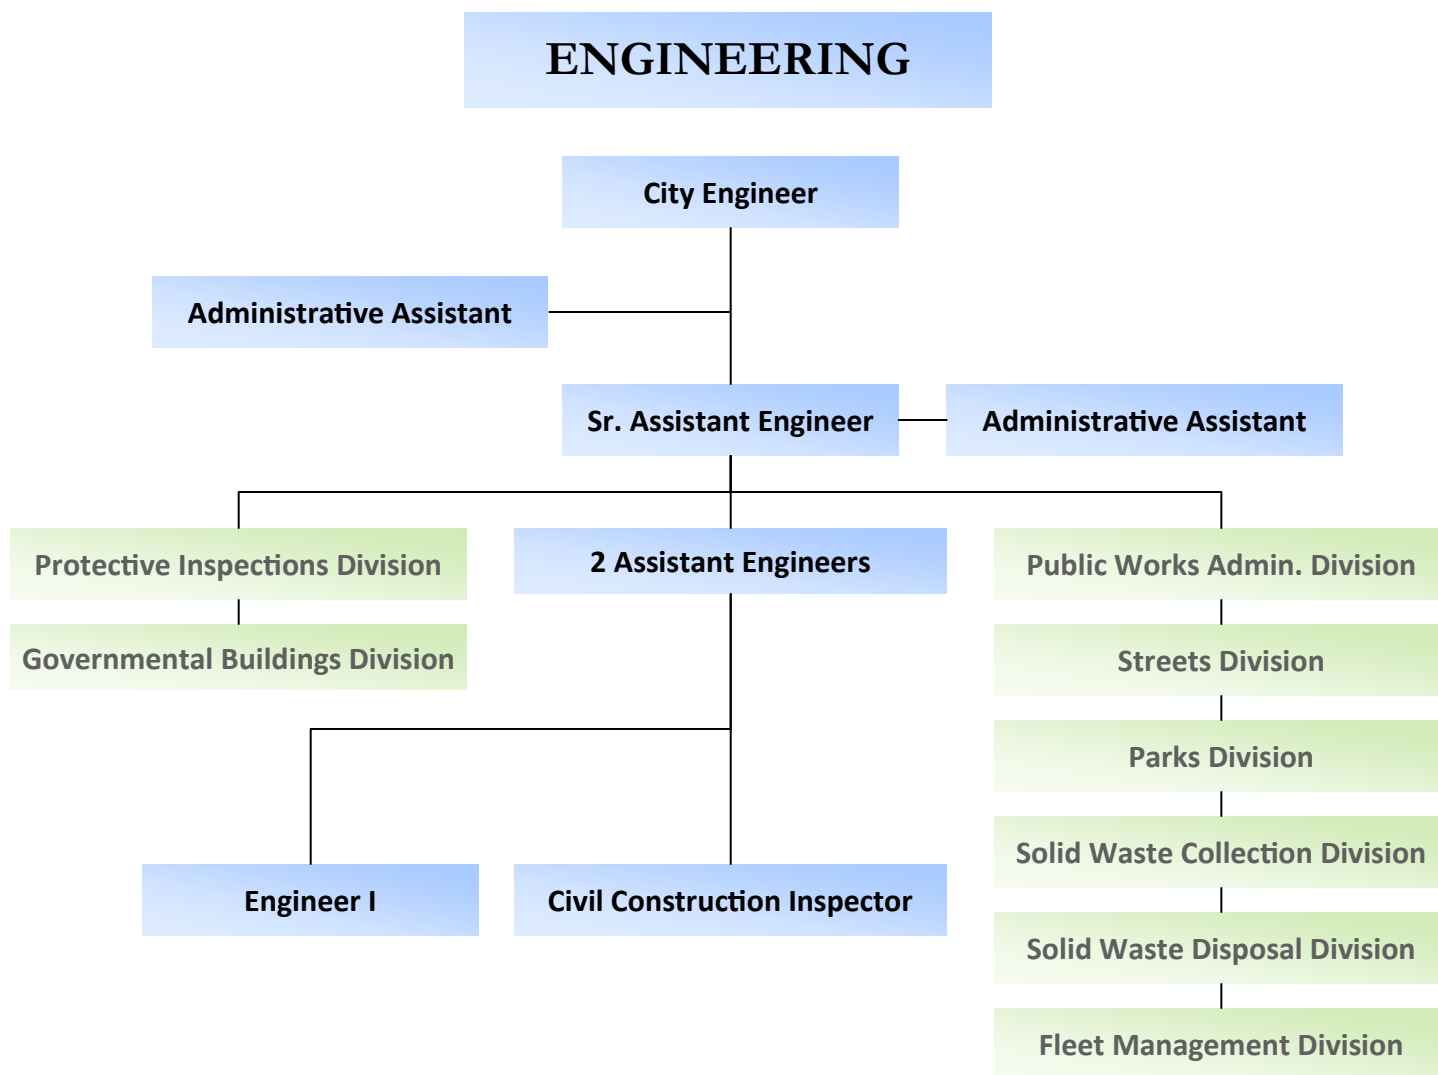 ENGINEERING
City Engineer
Administrative Assistant
Sr. Assistant Engineer
Administrative Assistant
Protective Inspections Division
2 Assistant Engineers
Public Works Admin. Division
Governmental Buildings Division
Streets Division
Parks Division
Solid Waste Collection Division
Engineer I
Civil Construction Inspector
Solid Waste Disposal Division
Fleet Management Division